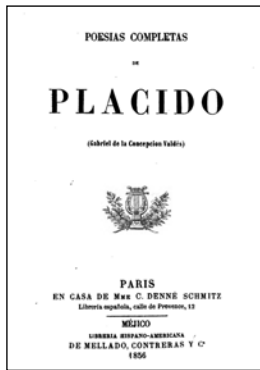 POESIAS COMPLETAS
DE
PLACIDO
(Gabriel de la Concepcion Valdés)
PARIS
EN CASA DE Mme C. DENNÉ SCHMITZ
Librería española, calle de Provence, 12
MÉJICO
LIBRERIA HISPANO-AMERICANA
DE MELLADO, CONTRERAS Y Cª
1856